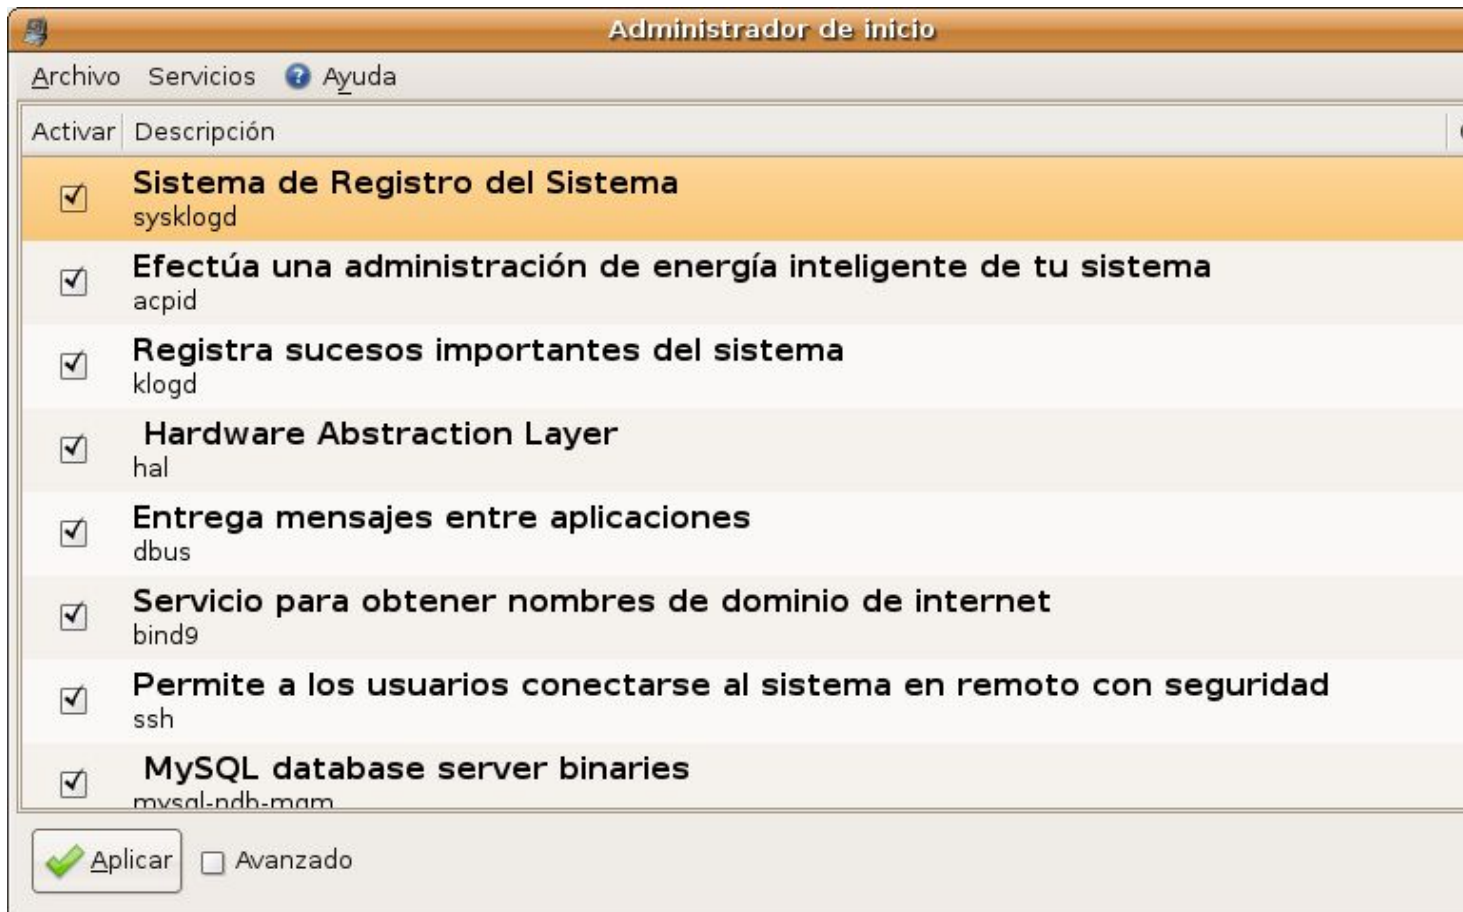 Administrador de inicio
Archivo Servicios Ayuda
Activar Descripción
Sistema de Registro del Sistema
sysklogd
Efectúa una administración de energía inteligente de tu sistema
acpid
Registra sucesos importantes del sistema
klogd
Hardware Abstraction Layer
hal
Entrega mensajes entre aplicaciones
dbus
Servicio para obtener nombres de dominio de internet
bind9
Permite a los usuarios conectarse al sistema en remoto con seguridad
ssh
MySQL database server binaries
mysql-ndb-mgm
Aplicar Avanzado